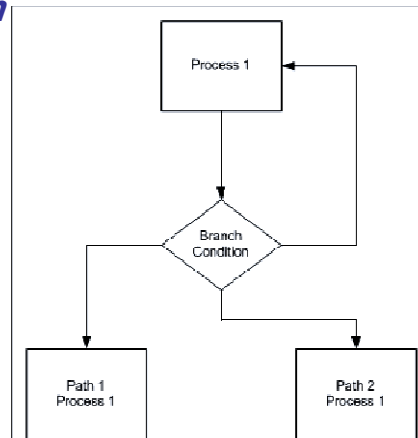 Process 1
Branch
Condition
Path 1
Process 1
Path 2
Process 1